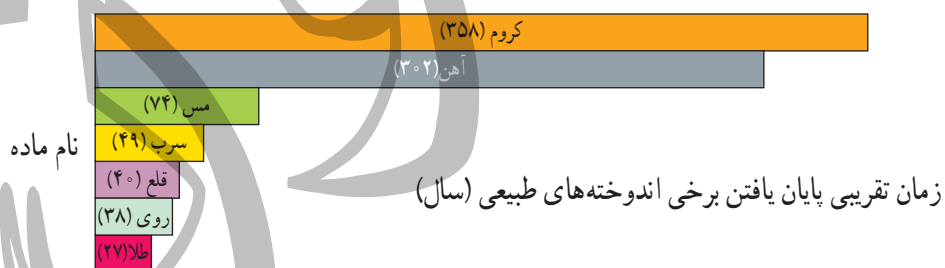 کروم (۳۵۸)
آهن(۳۰۲)
مس (۷۴)
سرب (۴۹)
قلع (۴۰)
روی (۳۸)
طلا(۲۷)
نام ماده
زمان تقریبی پایان یافتن برخی اندوخته‌های طبیعی (سال)